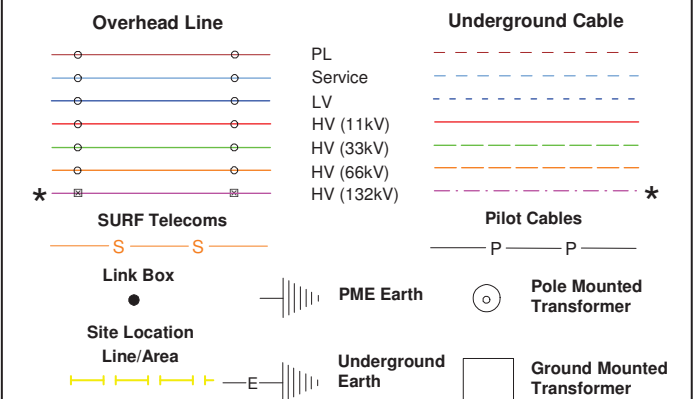 Overhead Line
Underground Cable
PL
Service
LV
HV (11kV)
HV (33kV)
HV (66kV)
* HV (132kV) *
SURF Telecoms
Pilot Cables
S S
P P
Link Box
PME Earth
Pole Mounted
Transformer
Site Location
Line/Area
E
Underground
Earth
Ground Mounted
Transformer